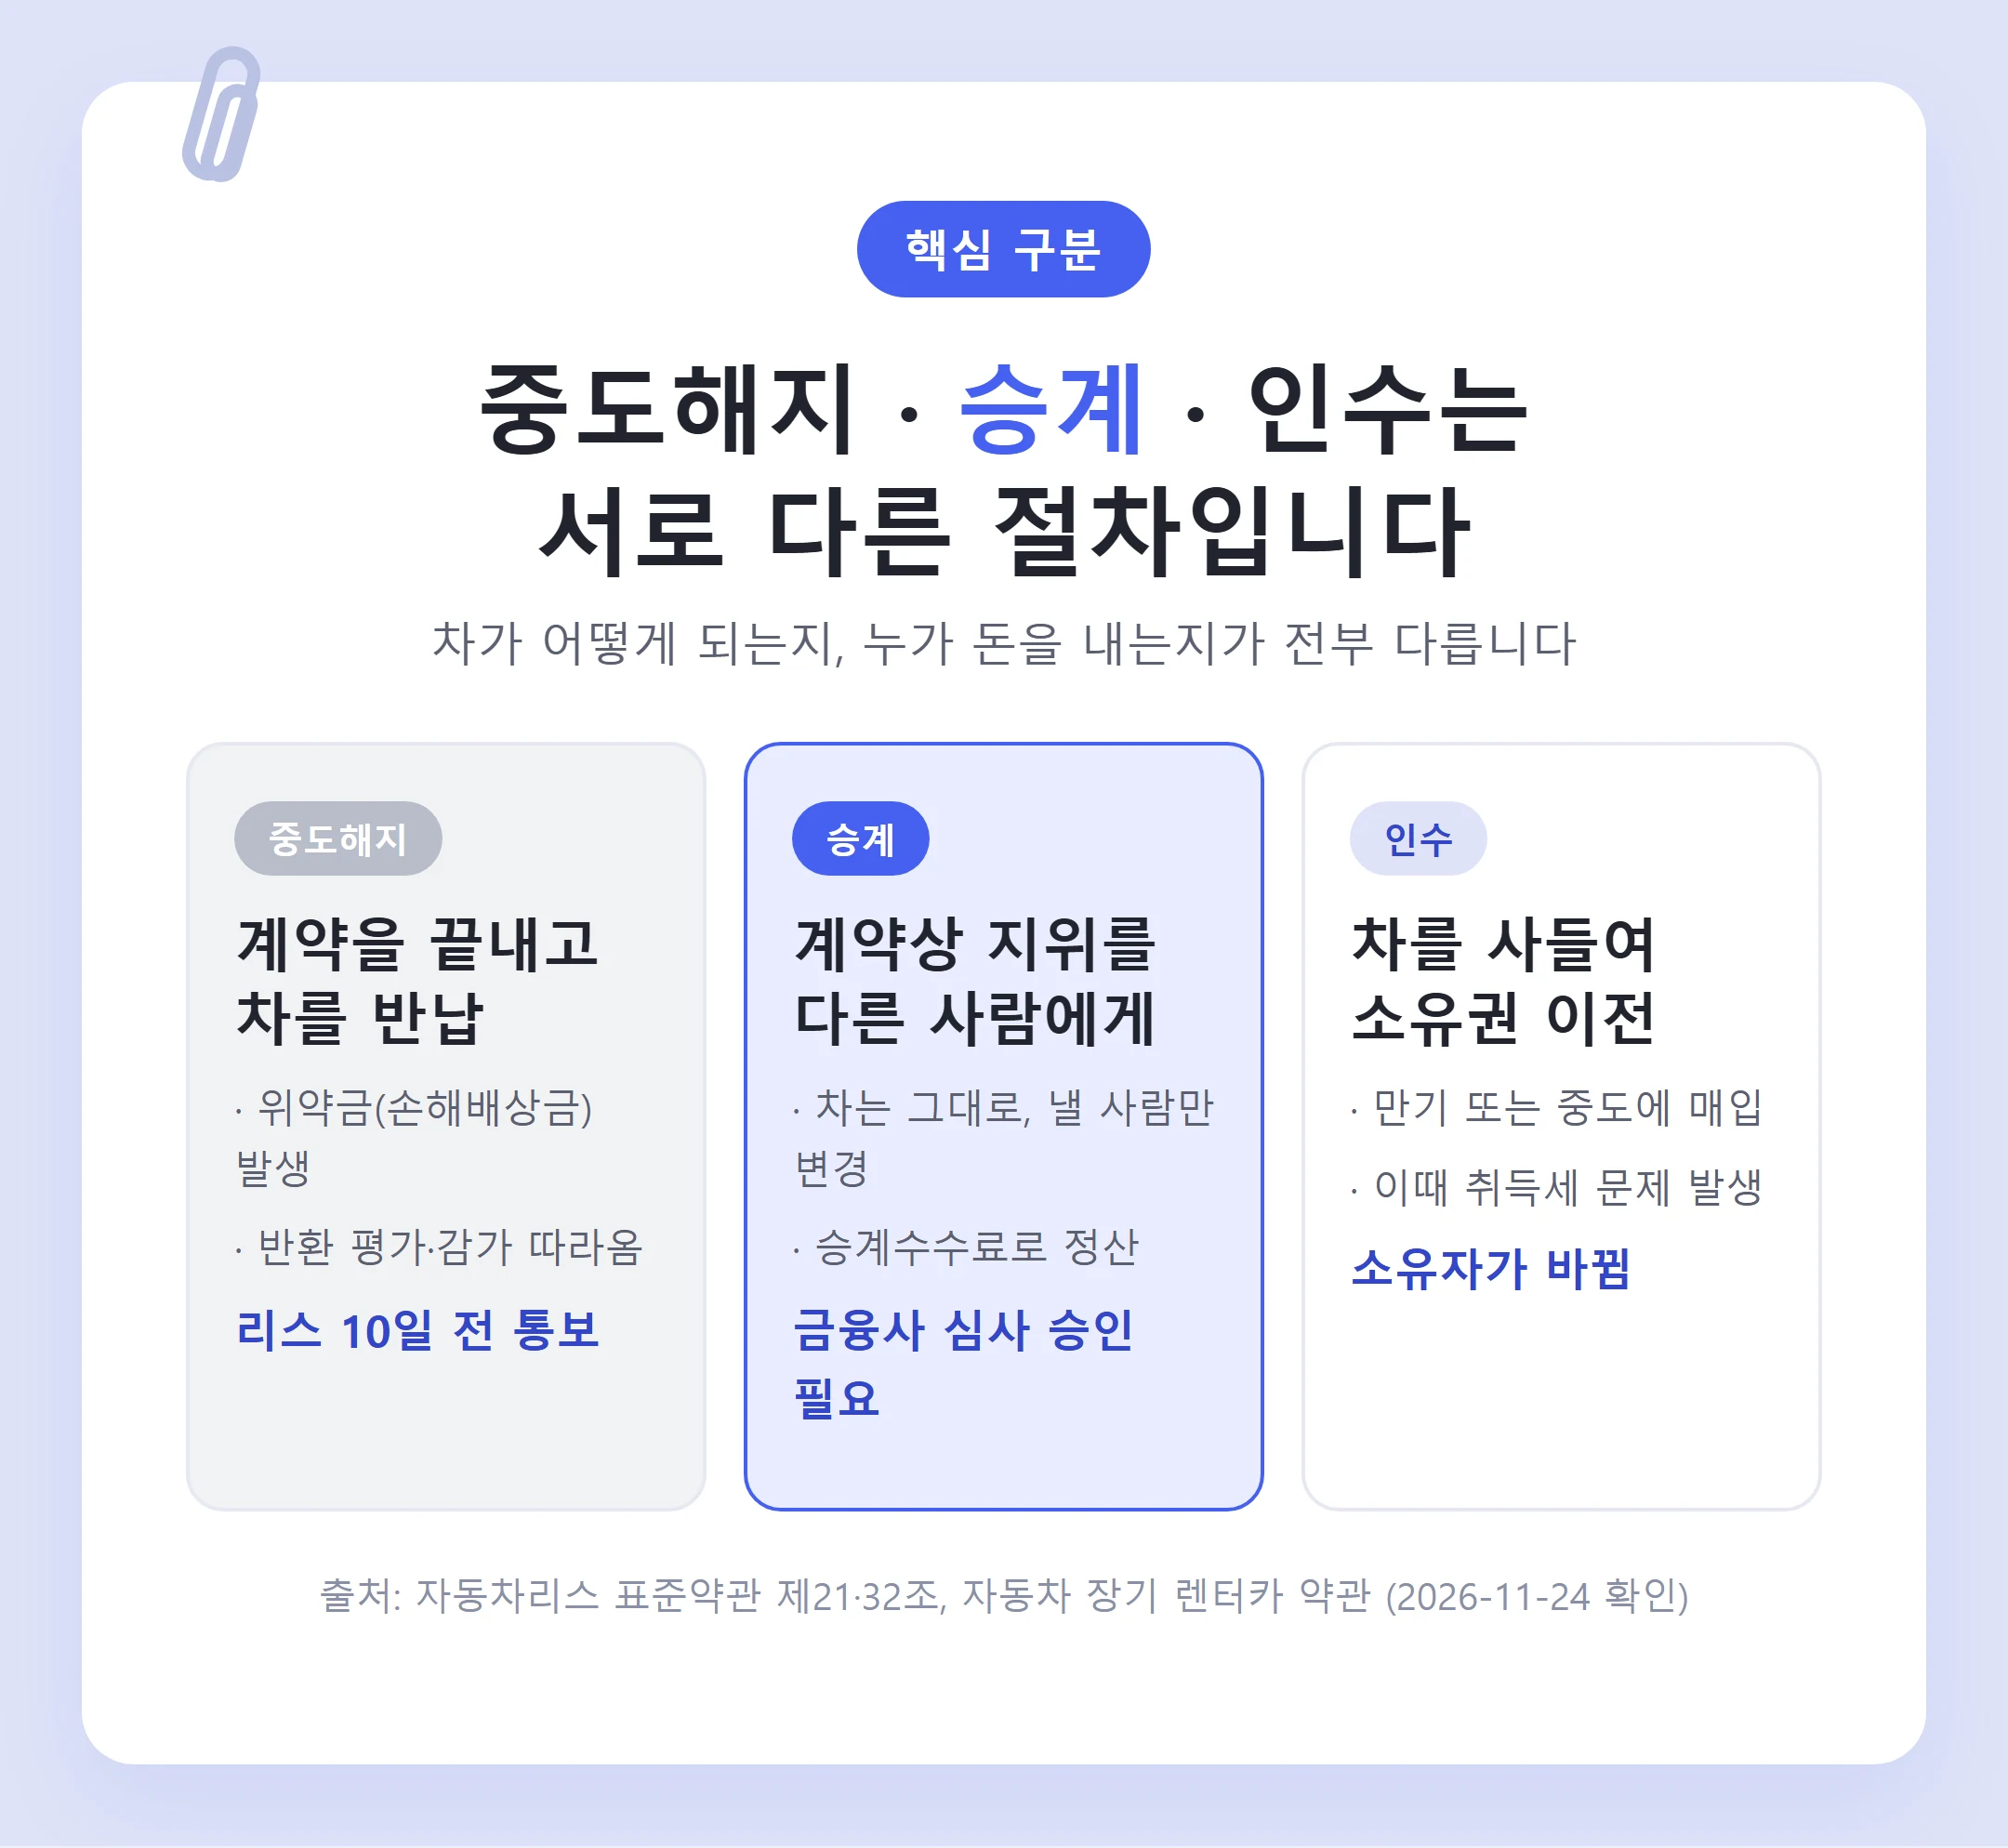 핵심 구분
중도해지 · 승계 · 인수는
서로 다른 절차입니다
차가 어떻게 되는지, 누가 돈을 내는지가 전부 다릅니다
중도해지
계약을 끝내고
차를 반납
· 위약금(손해배상금)
발생
· 반환 평가·감가 따라옴
리스 10일 전 통보
승계
계약상 지위를
다른 사람에게
· 차는 그대로, 낼 사람만
변경
· 승계수수료로 정산
금융사 심사 승인
필요
인수
차를 사들여
소유권 이전
· 만기 또는 중도에 매입
· 이때 취득세 문제 발생
소유자가 바뀜
출처: 자동차리스 표준약관 제21·32조, 자동차 장기 렌터카 약관 (2026-11-24 확인)